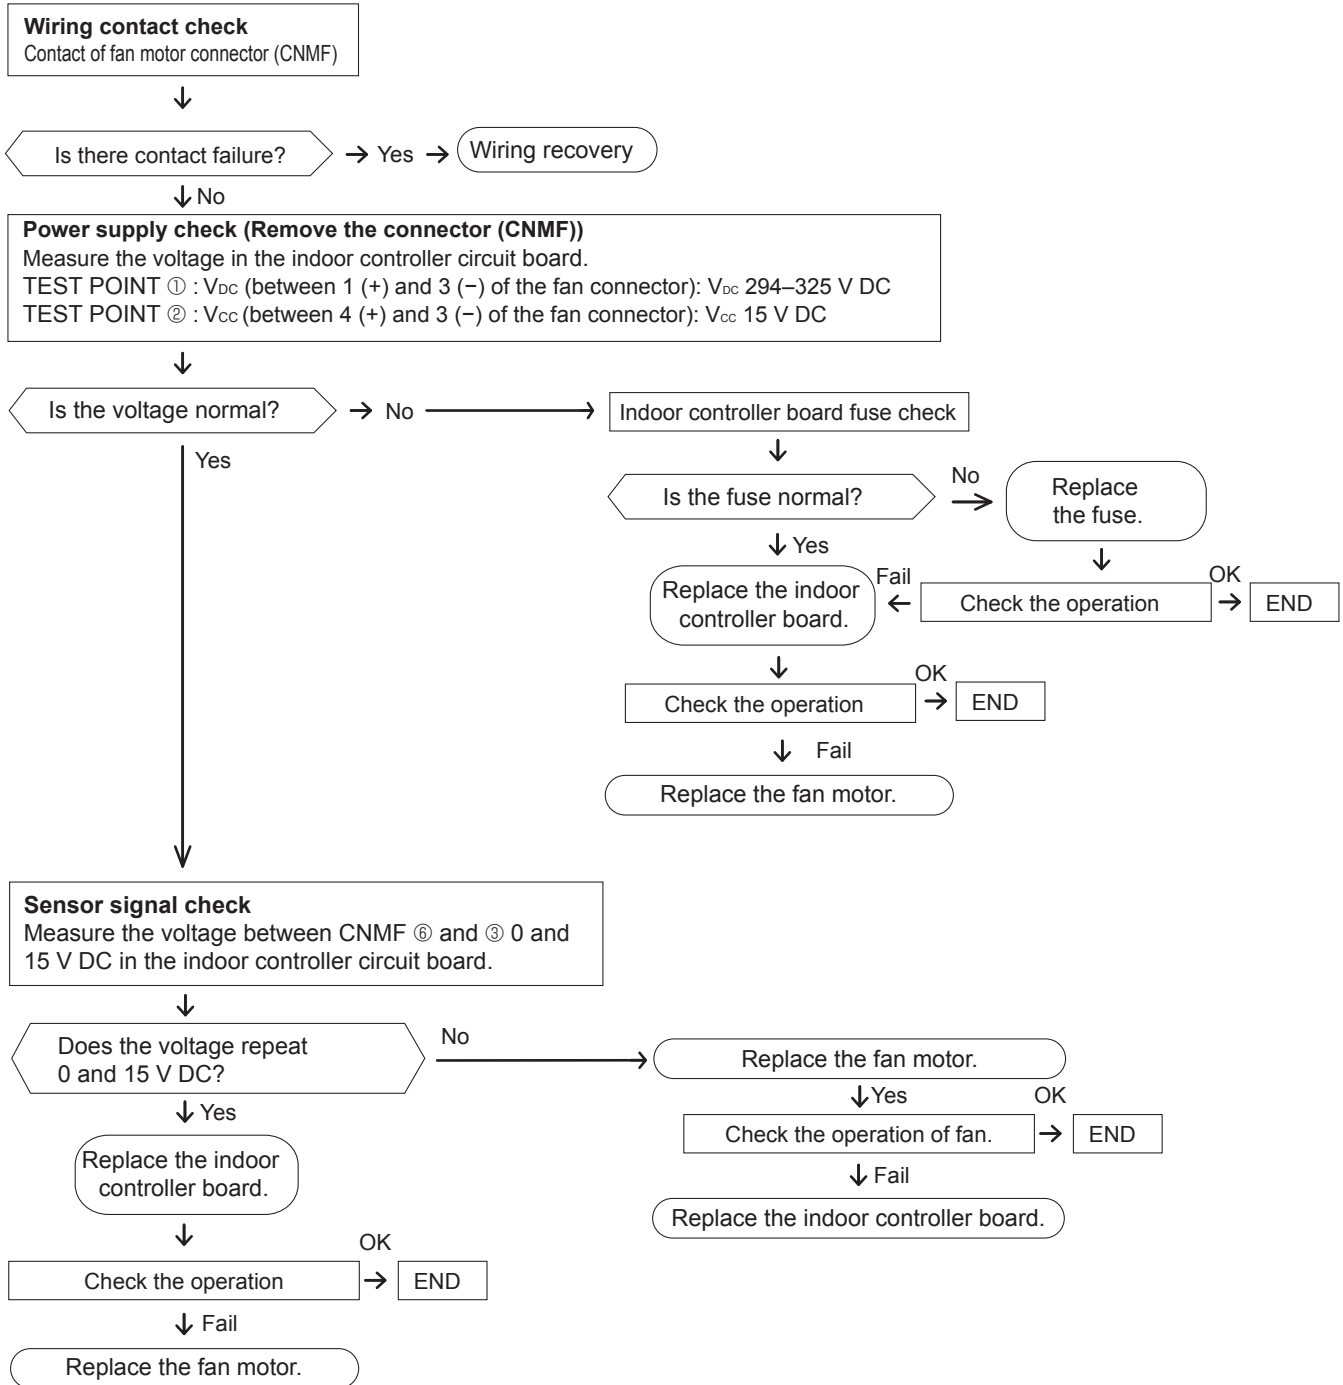 Wiring contact check
Contact of fan motor connector (CNMF)
Is there contact failure?
Yes
Wiring recovery
No
Power supply check (Remove the connector (CNMF))
Measure the voltage in the indoor controller circuit board.
TEST POINT ① : VDC (between 1 (+) and 3 (−) of the fan connector): VDC 294–325 V DC
TEST POINT ② : VCC (between 4 (+) and 3 (−) of the fan connector): VCC 15 V DC
Is the voltage normal?
No
Indoor controller board fuse check
Yes
Is the fuse normal?
No
Replace
the fuse.
Yes
Replace the indoor
controller board.
Fail
Check the operation
OK
END
Check the operation
OK
END
Fail
Replace the fan motor.
Sensor signal check
Measure the voltage between CNMF ⑥ and ③ 0 and
15 V DC in the indoor controller circuit board.
Does the voltage repeat
0 and 15 V DC?
No
Replace the fan motor.
Yes
Check the operation of fan.
OK
END
Fail
Replace the indoor controller board.
Yes
Replace the indoor
controller board.
Check the operation
OK
END
Fail
Replace the fan motor.